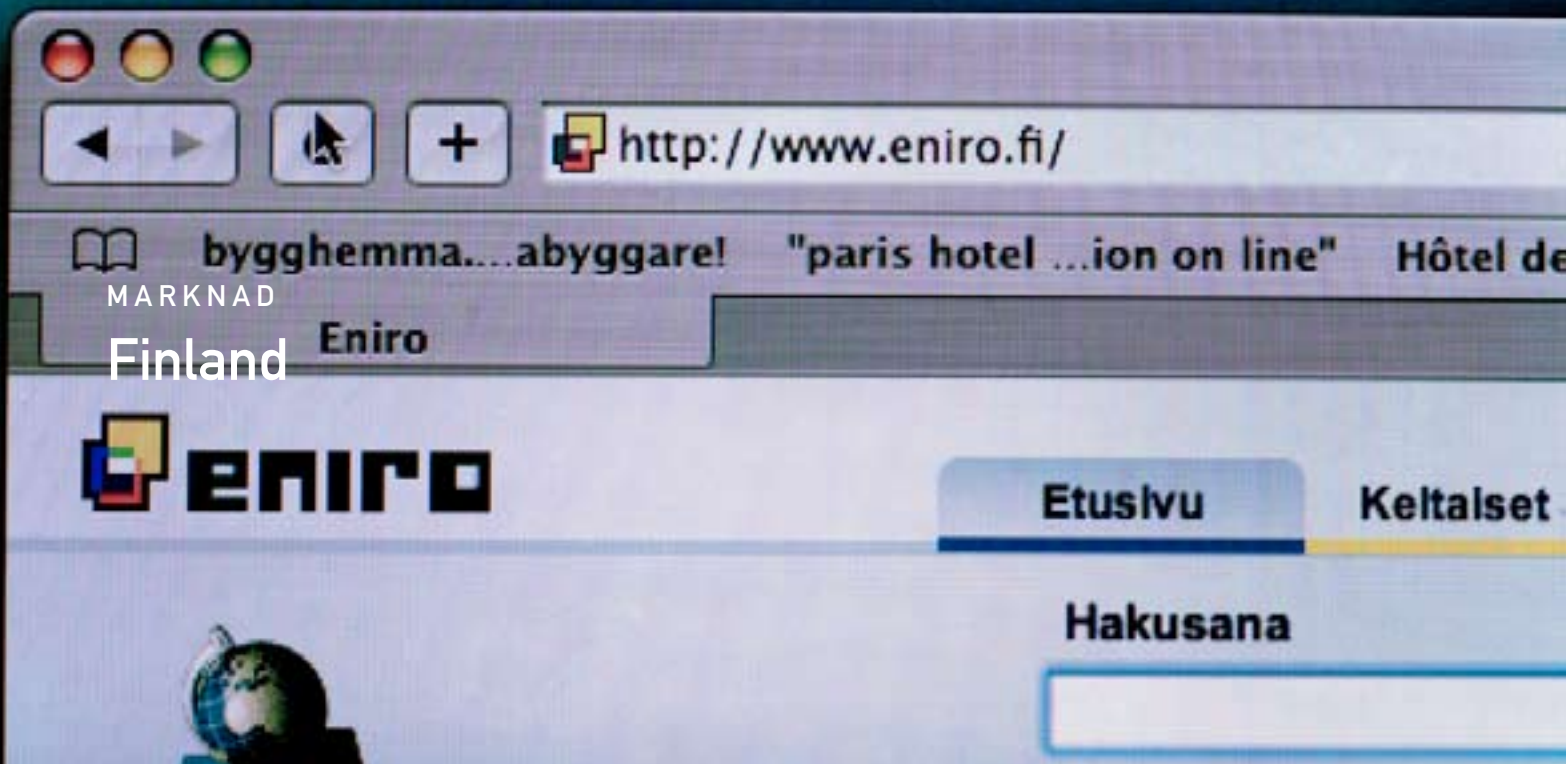 http://www.eniro.fi/
bygghemma....abyggare! "paris hotel ...ion on line" Hôtel de
MARKNAD
Eniro
Finland
eniro
Etusivu Keltaiset
Hakusana